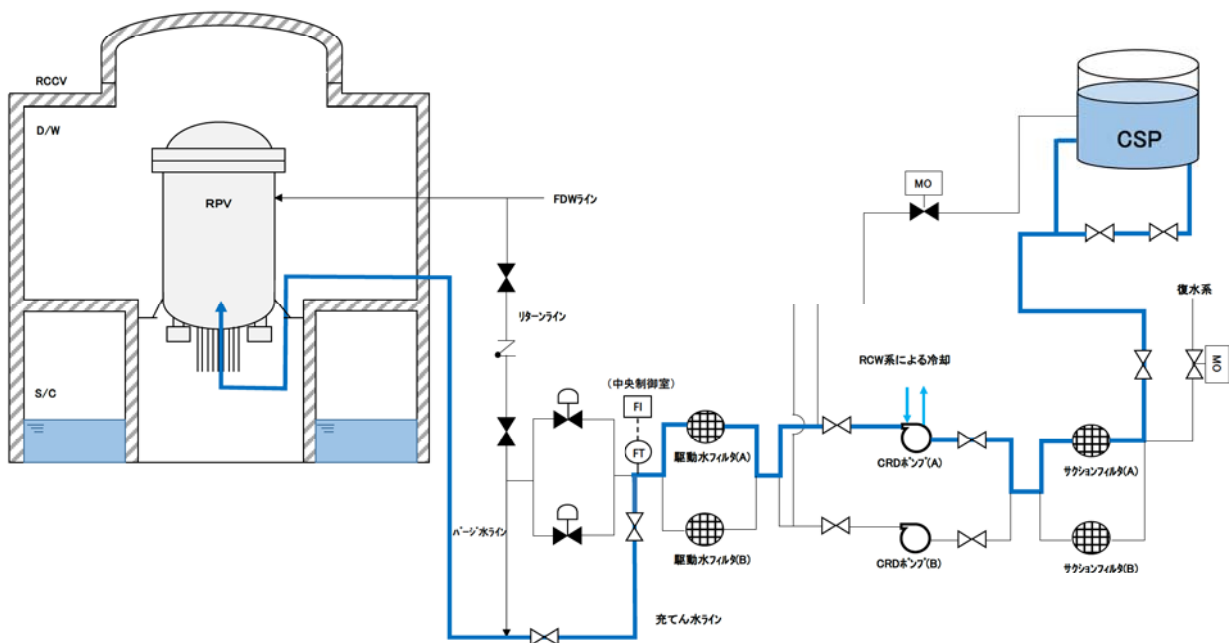 RCCV
D/W
RPV
FDWライン
リターンライン
S/C
(中央制御室)
FI
FT
駆動水フィルタ(A)
駆動水フィルタ(B)
パージ水ライン
充てん水ライン
MO
CSP
RCW系による冷却
CRDポンプ(A)
CRDポンプ(B)
サクションフィルタ(A)
サクションフィルタ(B)
復水系
MO